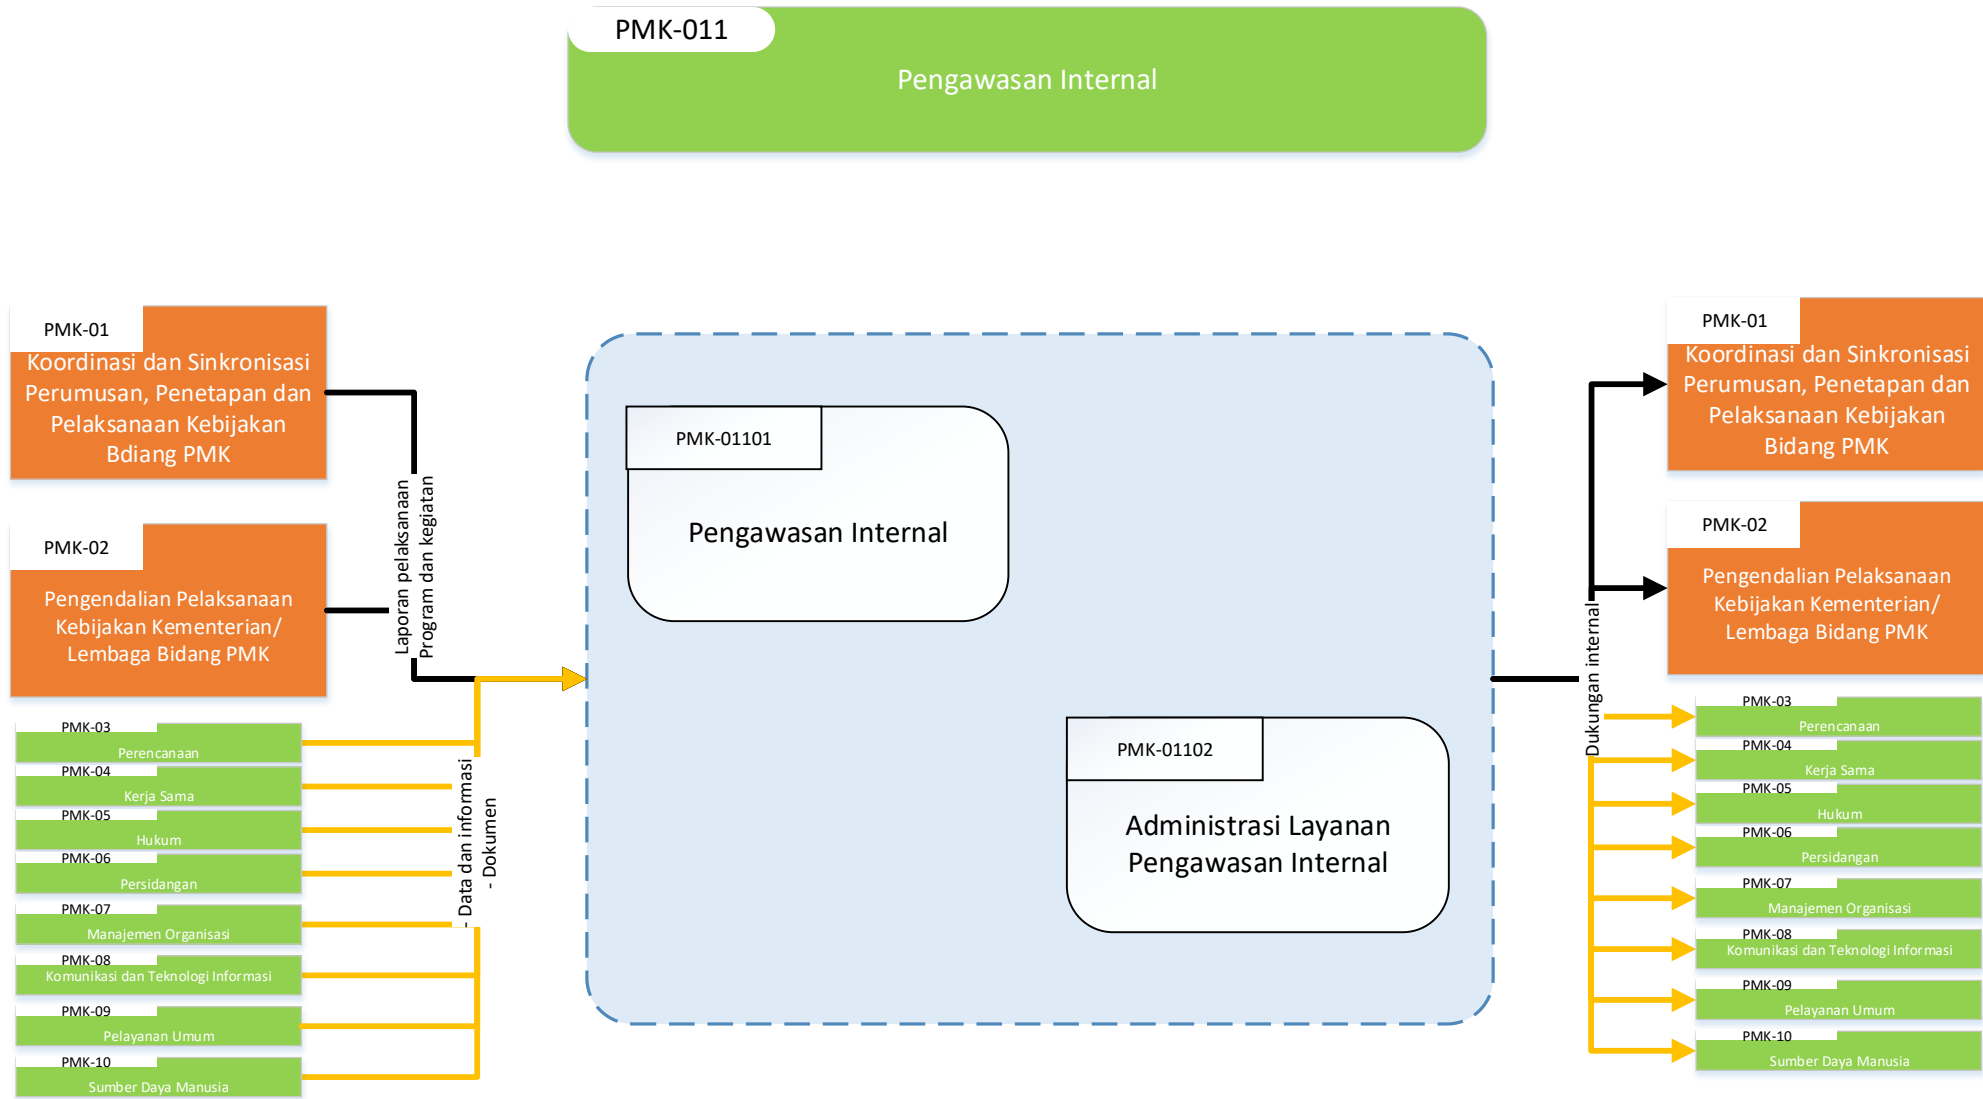 PMK-011
Pengawasan Internal
PMK-01
Koordinasi dan Sinkronisasi
Perumusan, Penetapan dan
Pelaksanaan Kebijakan
Bdiang PMK
PMK-02
Pengendalian Pelaksanaan
Kebijakan Kementerian/
Lembaga Bidang PMK
PMK-03
Perencanaan
PMK-04
Kerja Sama
PMK-05
Hukum
PMK-06
Persidangan
PMK-07
Manajemen Organisasi
PMK-08
Komunikasi dan Teknologi Informasi
PMK-09
Pelayanan Umum
PMK-10
Sumber Daya Manusia
Laporan pelaksanaan
Program dan kegiatan
- Data dan informasi
- Dokumen
PMK-01101
Pengawasan Internal
PMK-01102
Administrasi Layanan
Pengawasan Internal
Dukungan internal
PMK-01
Koordinasi dan Sinkronisasi
Perumusan, Penetapan dan
Pelaksanaan Kebijakan
Bidang PMK
PMK-02
Pengendalian Pelaksanaan
Kebijakan Kementerian/
Lembaga Bidang PMK
PMK-03
Perencanaan
PMK-04
Kerja Sama
PMK-05
Hukum
PMK-06
Persidangan
PMK-07
Manajemen Organisasi
PMK-08
Komunikasi dan Teknologi Informasi
PMK-09
Pelayanan Umum
PMK-10
Sumber Daya Manusia